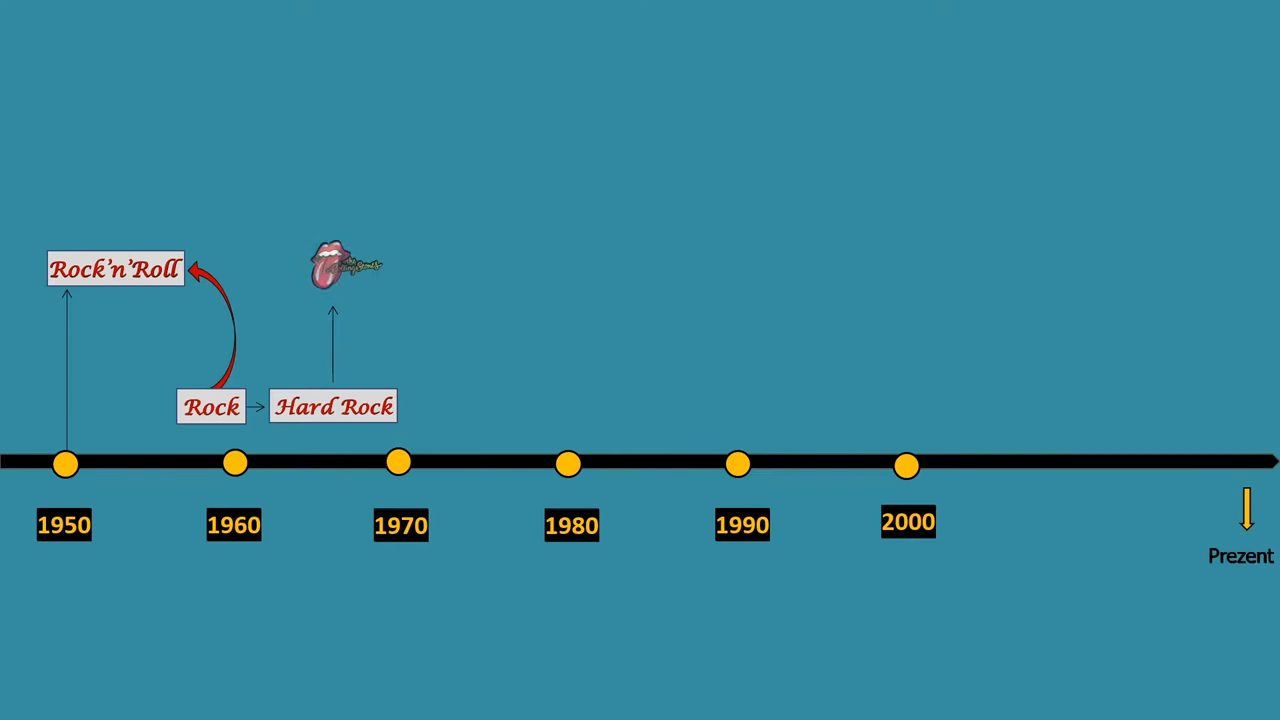 Rock’n’Roll
Rock
Hard Rock
1950
1960
1970
1980
1990
2000
Prezent